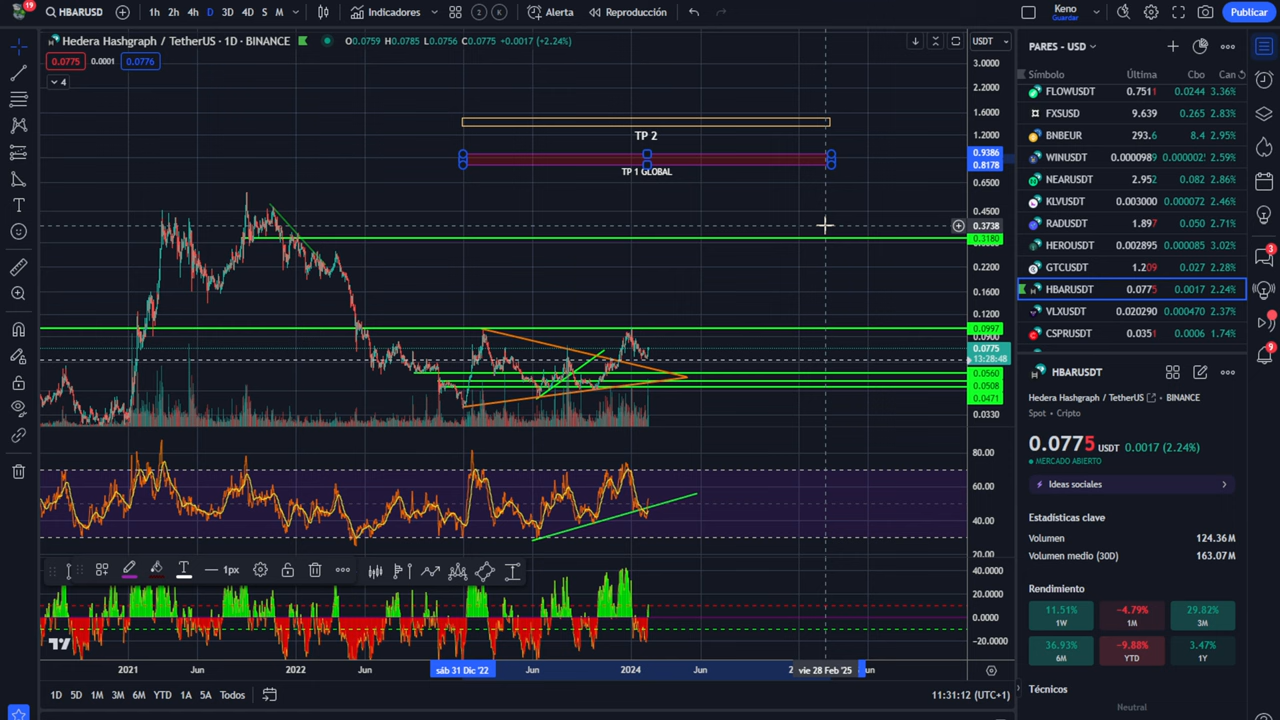 19 HBARUSD 1h 2h 4h D 3D 4D S M Indicadores 2 K Alerta Reproducción Keno Guardar Publicar
Hedera Hashgraph / TetherUS · 1D · BINANCE O0.0759 H0.0785 L0.0756 C0.0775 +0.0017 (+2.24%) USDT
0.0775 0.0001 0.0776
4
3.0000
2.2000
1.6000
1.2000
0.9386
0.8178
0.6500
0.4500
0.3738
0.3180
0.2200
0.1600
0.1200
0.0997
0.0775
13:28:48
0.0560
0.0508
0.0471
0.0330
TP 2
TP 1 GLOBAL
80.00
60.00
40.00
20.00
1px
40.0000
20.0000
0.0000
-20.0000
2021 Jun 2022 Jun sáb 31 Dic '22 Jun 2024 Jun vie 28 Feb '25
1D 5D 1M 3M 6M YTD 1A 5A Todos 11:31:12 (UTC+1)
PARES - USD
Símbolo Última Cbo Can
FLOWUSDT 0.7511 0.0244 3.36%
FXSUSD 9.639 0.265 2.83%
BNBEUR 293.6 8.4 2.95%
WINUSDT 0.0000989 0.000002 2.59%
NEARUSDT 2.952 0.082 2.86%
KLVUSDT 0.003000 0.000072 2.46%
RADUSDT 1.897 0.050 2.71%
HEROUSDT 0.002895 0.000085 3.02%
GTCUSDT 1.209 0.027 2.28%
HBARUSDT 0.0775 0.0017 2.24%
VLXUSDT 0.020290 0.000470 2.37%
CSPRUSDT 0.0351 0.0006 1.74%
HBARUSDT
Hedera Hashgraph / TetherUS BINANCE
Spot • Cripto
0.0775 USDT 0.0017 (2.24%)
MERCADO ABIERTO
Ideas sociales
Estadísticas clave
Volumen 124.36M
Volumen medio (30D) 163.07M
Rendimiento
11.51% 1W
−4.79% 1M
29.82% 3M
36.93% 6M
−9.88% YTD
3.47% 1Y
Técnicos
Neutral
3
9